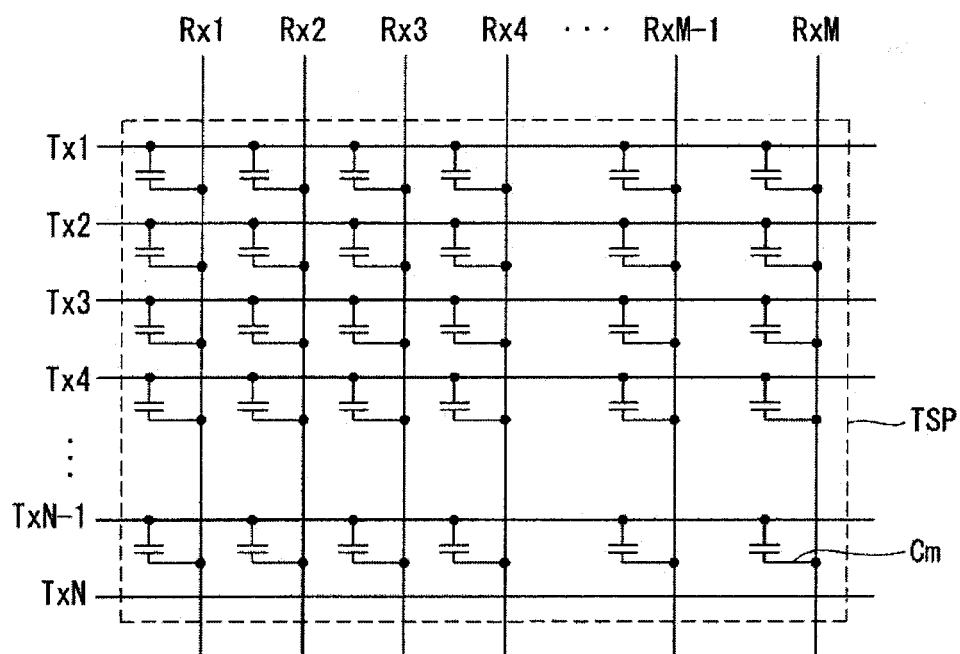 Rx1 Rx2 Rx3 Rx4 ··· RxM-1 RxM
Tx1
Tx2
Tx3
Tx4
TSP
⋮
TxN-1
Cm
TxN